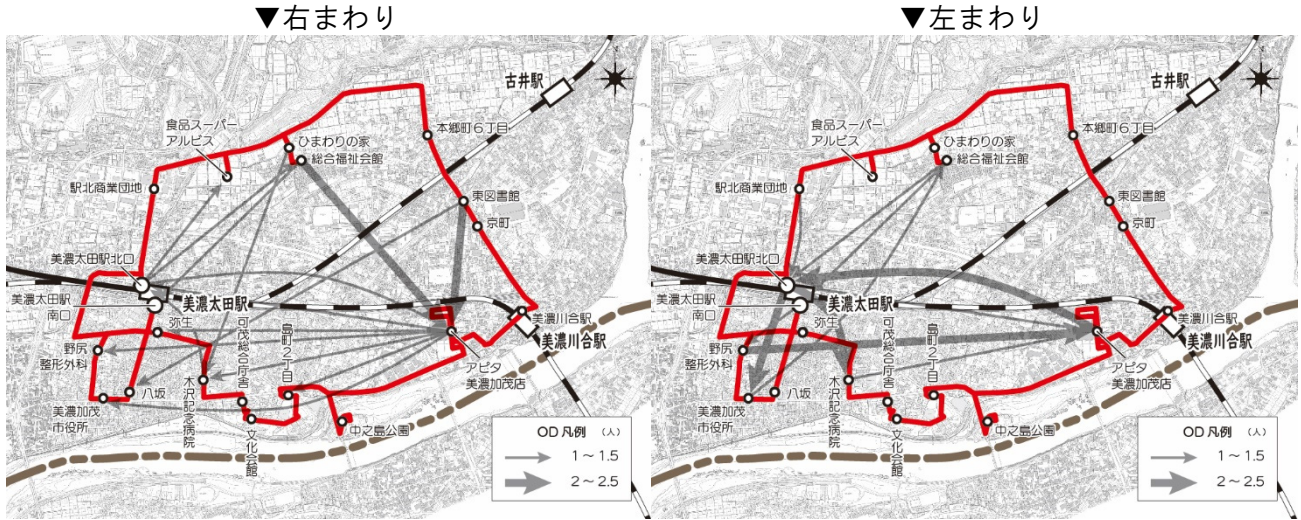 ▼右まわり
古井駅
食品スーパー
アルビス
ひまわりの家
総合福祉会館
本郷町6丁目
駅北商業団地
東図書館
京町
美濃太田駅北口
美濃太田駅
南口
美濃太田駅
弥生
美濃川合駅
美濃川合駅
野尻
整形外科
八坂
美濃加茂
市役所
木沢記念病院
可茂総合庁舎
文化会館
島町2丁目
中之島公園
アピタ
美濃加茂店
OD凡例 (人)
1~1.5
2~2.5
▼左まわり
古井駅
食品スーパー
アルビス
ひまわりの家
総合福祉会館
本郷町6丁目
駅北商業団地
東図書館
京町
美濃太田駅北口
美濃太田駅
南口
美濃太田駅
弥生
美濃川合駅
美濃川合駅
野尻
整形外科
八坂
美濃加茂
市役所
木沢記念病院
可茂総合庁舎
文化会館
島町2丁目
中之島公園
アピタ
美濃加茂店
OD凡例 (人)
1~1.5
2~2.5